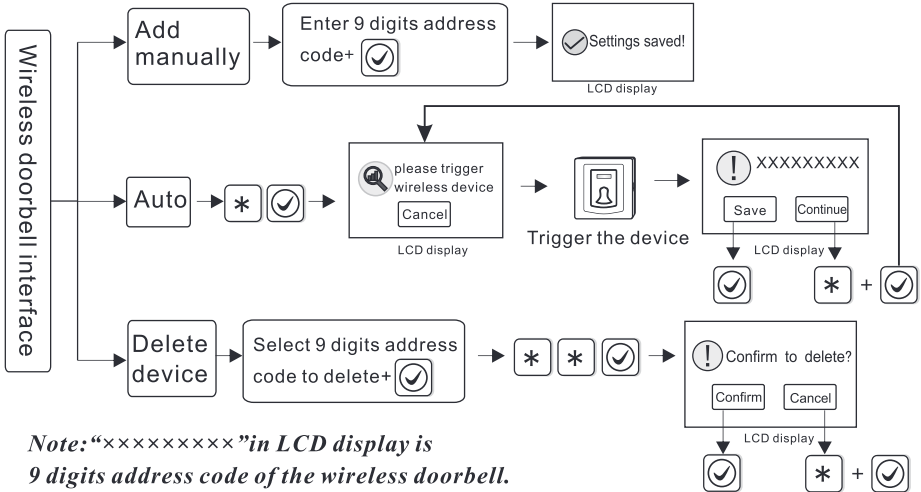 Wireless doorbell interface
Add
manually
Enter 9 digits address
code+
Settings saved!
LCD display
Auto
*
please trigger
wireless device
Cancel
LCD display
Trigger the device
XXXXXXXXX
Save
Continue
LCD display
* +
Delete
device
Select 9 digits address
code to delete+
* *
Confirm to delete?
Confirm
Cancel
LCD display
* +
Note:“×××××××××”in LCD display is
9 digits address code of the wireless doorbell.